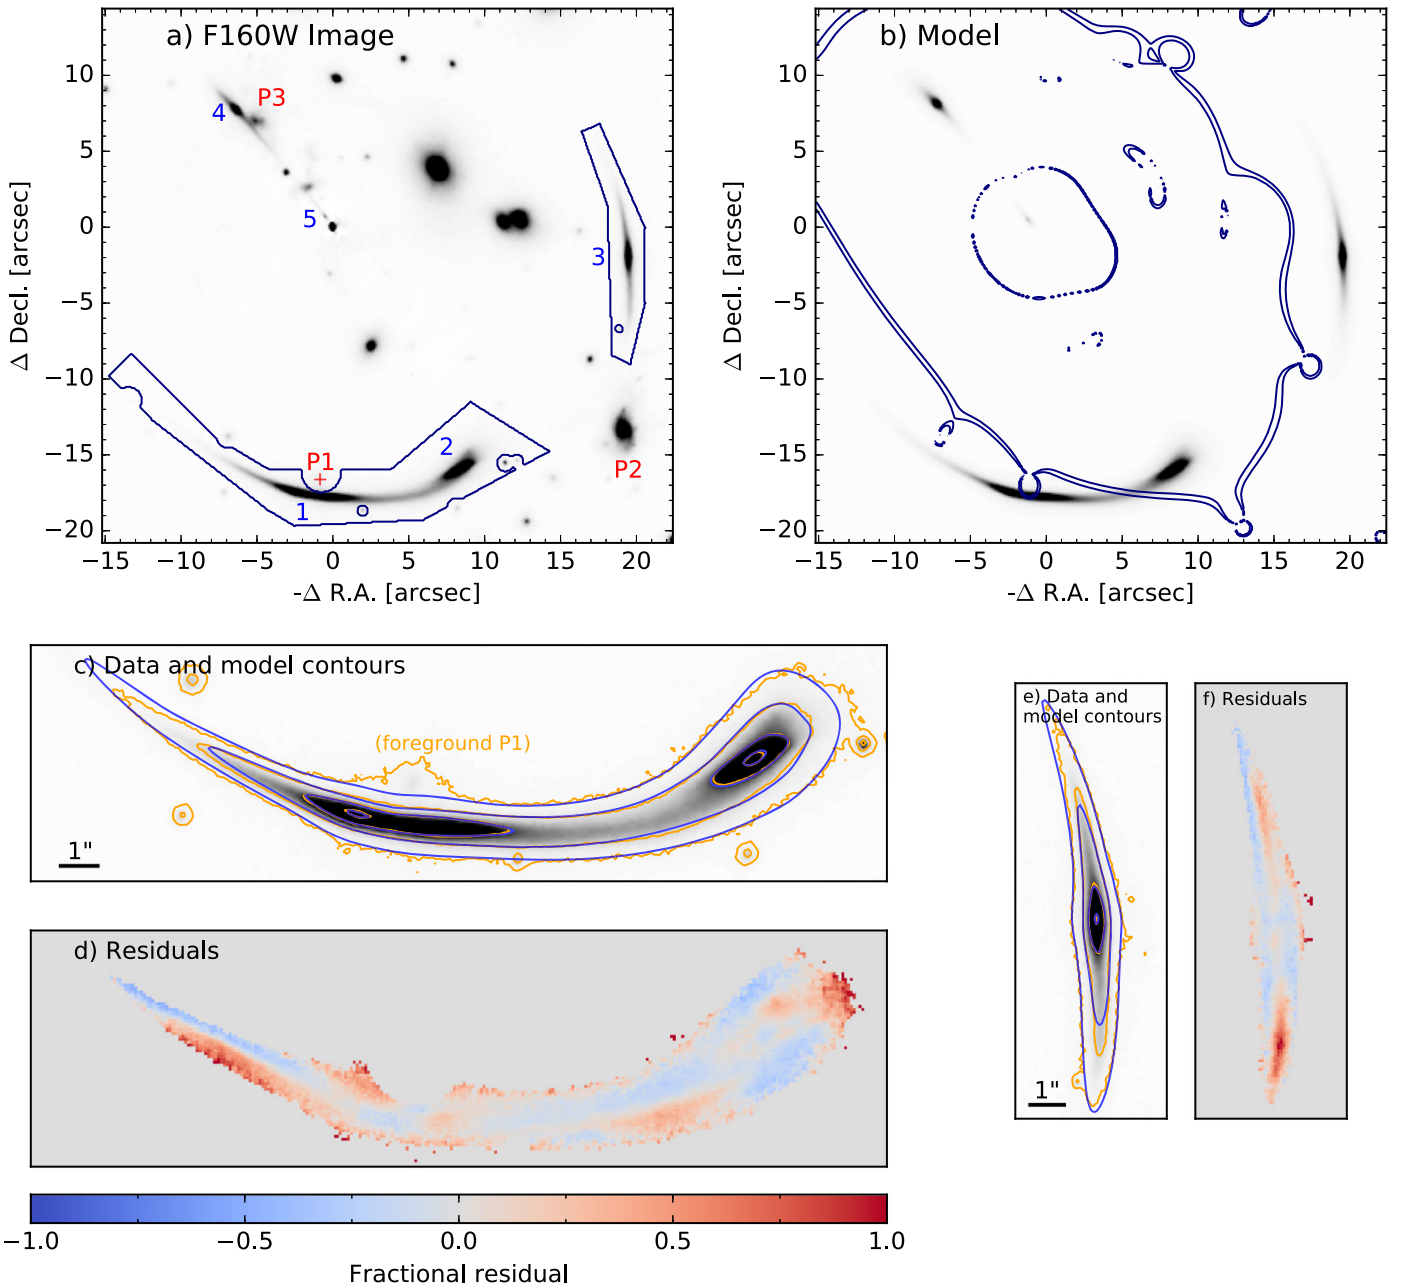 a) F160W Image
P3
4
5
3
P1
2
1
P2
10
5
0
−5
−10
−15
−20
−15 −10 −5 0 5 10 15 20
Δ Decl. [arcsec]
-Δ R.A. [arcsec]
b) Model
10
5
0
−5
−10
−15
−20
−15 −10 −5 0 5 10 15 20
Δ Decl. [arcsec]
-Δ R.A. [arcsec]
c) Data and model contours
(foreground P1)
1"
d) Residuals
e) Data and
model contours
1"
f) Residuals
−1.0 −0.5 0.0 0.5 1.0
Fractional residual